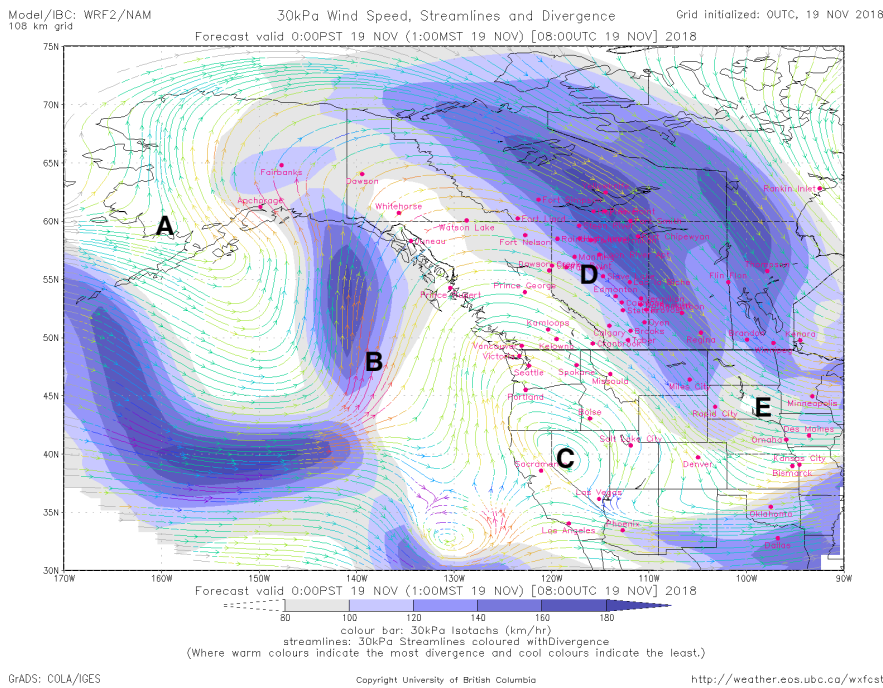 Model/IBC: WRF2/NAM
30kPa Wind Speed, Streamlines and Divergence
Grid initialized: 0UTC, 19 NOV 2018
108 km grid
Forecast valid 0:00PST 19 NOV (1:00MST 19 NOV) [08:00UTC 19 NOV] 2018
75N
70N
65N
Fairbanks
Dawson
Rankin Inlet
Anchorage
Whitehorse
60N
A
Watson Lake
Juneau
Fort Nelson
Chipewyan
D
Flin Flon
55N
Prince Rupert
Prince George
Edmonton
Kamloops
Oyen
Calgary
Brooks
Regina
Brandon
Kenora
50N
Vancouver
Kelowna
Cranbrook
Taber
Winnipeg
Victoria
B
Seattle
Spokane
Missoula
Miles City
45N
Portland
Boise
Rapid City
E
Minneapolis
Des Moines
Salt Lake City
Omaha
40N
C
Sacramen
Denver
Kansas City
Bismarck
Las Vegas
35N
Oklahoma
Los Angeles
Phoenix
Dallas
30N
170W 160W 150W 140W 130W 120W 110W 100W 90W
Forecast valid 0:00PST 19 NOV (1:00MST 19 NOV) [08:00UTC 19 NOV] 2018
80 100 120 140 160 180
colour bar: 30kPa Isotachs (km/hr)
streamlines: 30kPa Streamlines coloured withDivergence
(Where warm colours indicate the most divergence and cool colours indicate the least.)
GrADS: COLA/IGES
Copyright University of British Columbia
http://weather.eos.ubc.ca/wxfcst